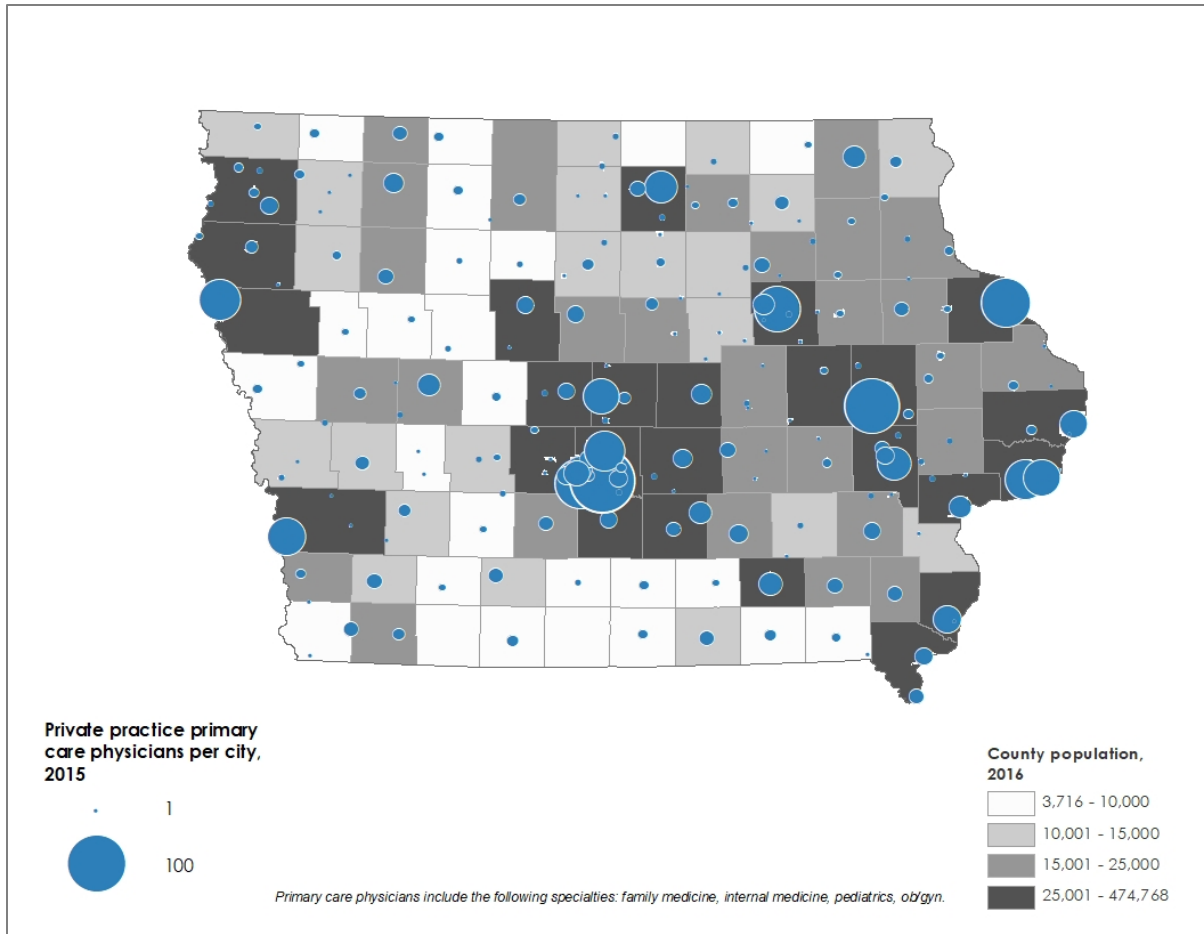 Private practice primary
care physicians per city,
2015
1
100
Primary care physicians include the following specialties: family medicine, internal medicine, pediatrics, ob/gyn.
County population,
2016
3,716 - 10,000
10,001 - 15,000
15,001 - 25,000
25,001 - 474,768